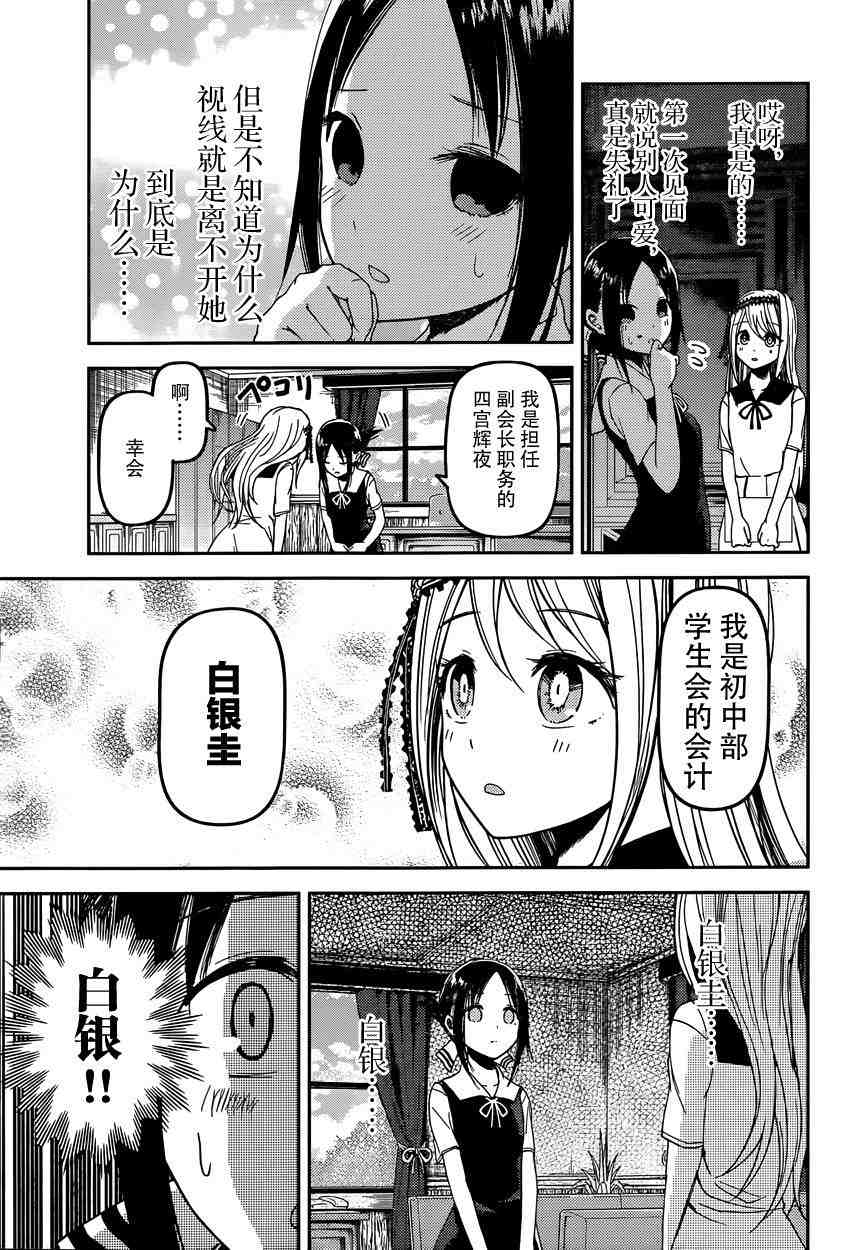 哎呀，
我真是的……
第一次见面
就说别人可爱，
真是失礼了
但是不知道为什么
视线就是离不开她
到底是
为什么……
我是担任
副会长职务的
四宫辉夜
ペコリ
啊……
幸会
我是初中部
学生会的会计
白银圭
白银圭……
白银……
白银!!